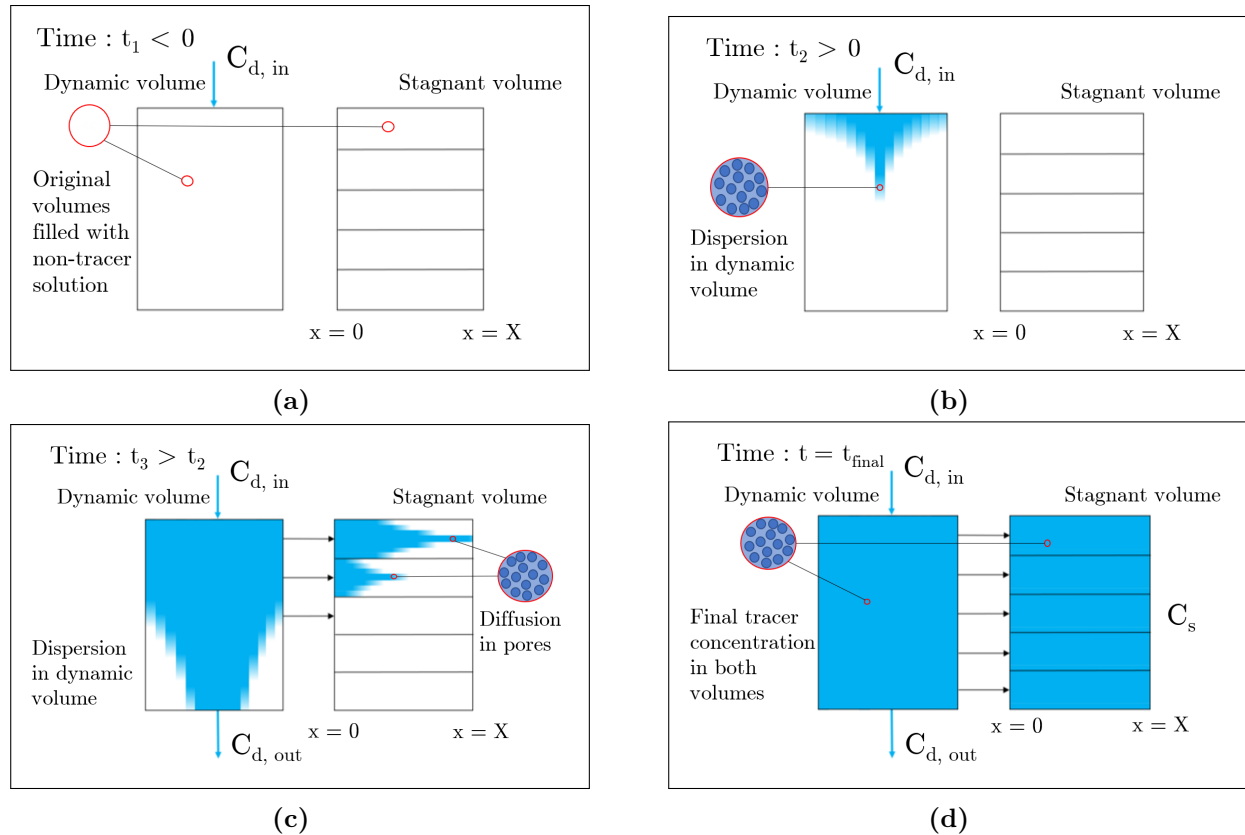 Time : t₁ < 0
C_d, in
Dynamic volume
Stagnant volume
Original
volumes
filled with
non-tracer
solution
x = 0
x = X
(a)
Time : t₂ > 0
C_d, in
Dynamic volume
Stagnant volume
Dispersion
in dynamic
volume
x = 0
x = X
(b)
Time : t₃ > t₂
C_d, in
Dynamic volume
Stagnant volume
Diffusion
in pores
Dispersion
in dynamic
volume
x = 0
x = X
C_d, out
(c)
Time : t = t_final
C_d, in
Dynamic volume
Stagnant volume
Final tracer
concentration
in both
volumes
C_s
x = 0
x = X
C_d, out
(d)